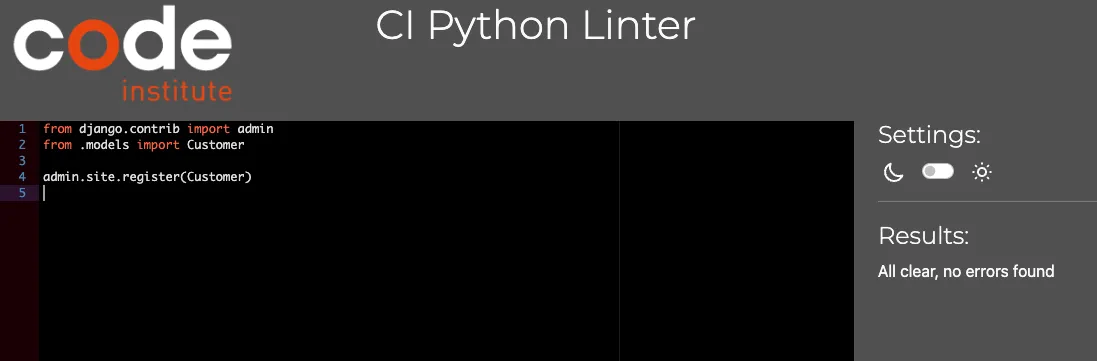 code
institute
CI Python Linter
1 from django.contrib import admin
2 from .models import Customer
3
4 admin.site.register(Customer)
5
Settings:
Results:
All clear, no errors found